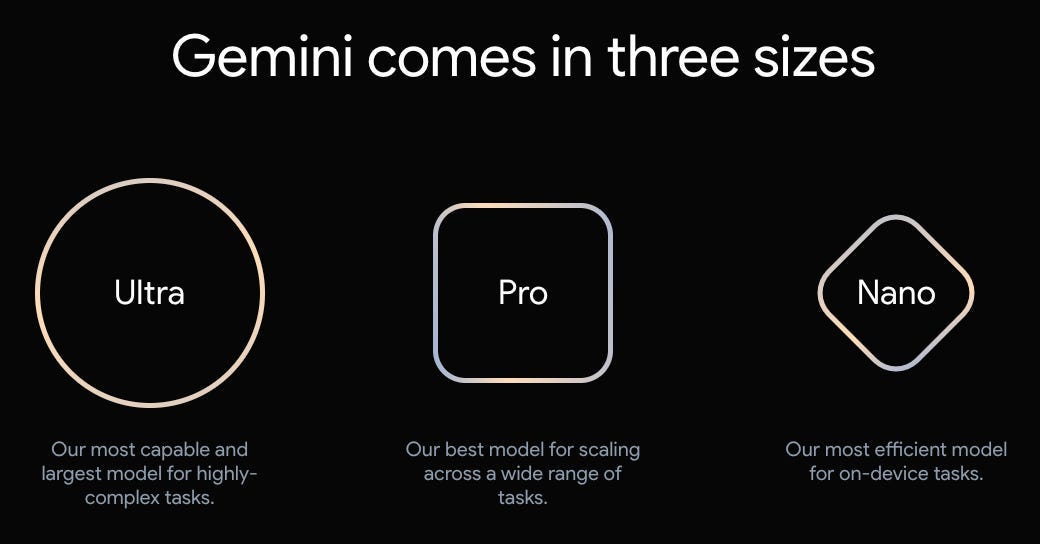 Gemini comes in three sizes
Ultra
Pro
Nano
Our most capable and
largest model for highly-
complex tasks.
Our best model for scaling
across a wide range of
tasks.
Our most efficient model
for on-device tasks.